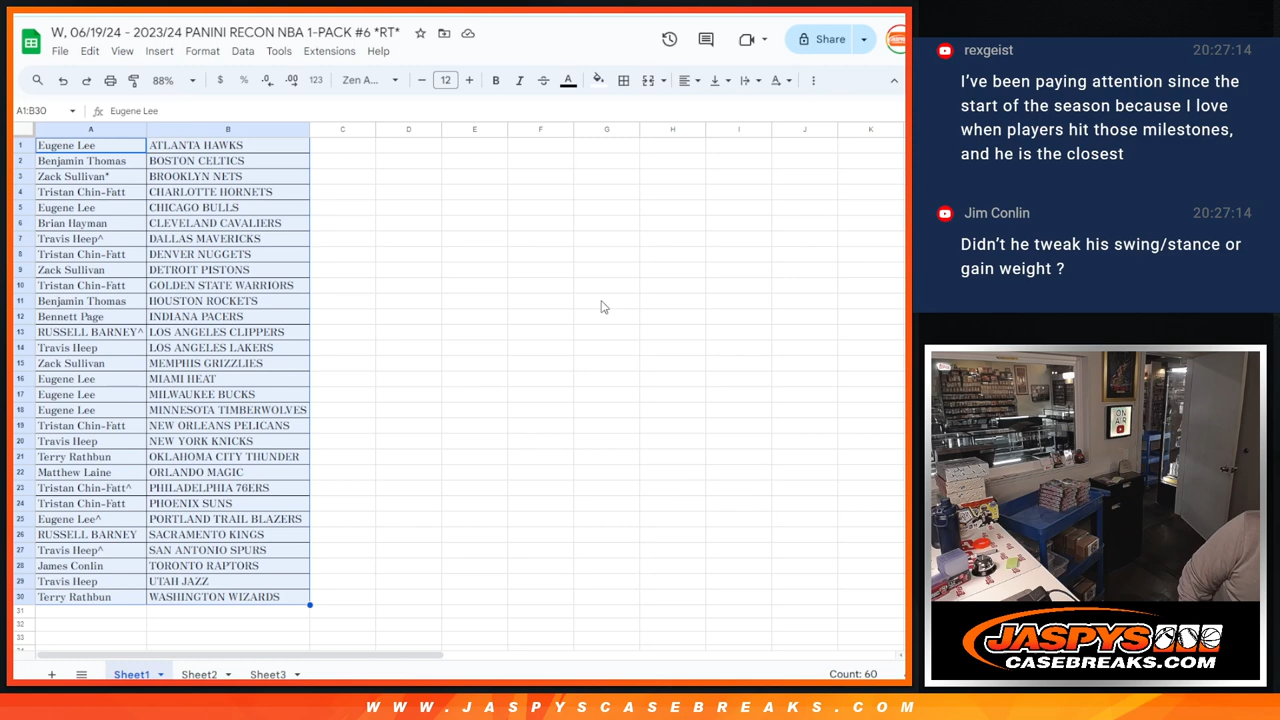 W, 06/19/24 - 2023/24 PANINI RECON NBA 1-PACK #6 *RT*
File Edit View Insert Format Data Tools Extensions Help
Share
88% $ % .0 .00 123 Zen A... 12 B I A
A1:B30 fx Eugene Lee
A B C D E F G H I J K
1 Eugene Lee ATLANTA HAWKS
2 Benjamin Thomas BOSTON CELTICS
3 Zack Sullivan* BROOKLYN NETS
4 Tristan Chin-Fatt CHARLOTTE HORNETS
5 Eugene Lee CHICAGO BULLS
6 Brian Hayman CLEVELAND CAVALIERS
7 Travis Heep^ DALLAS MAVERICKS
8 Tristan Chin-Fatt DENVER NUGGETS
9 Zack Sullivan DETROIT PISTONS
10 Tristan Chin-Fatt GOLDEN STATE WARRIORS
11 Benjamin Thomas HOUSTON ROCKETS
12 Bennett Page INDIANA PACERS
13 RUSSELL BARNEY^ LOS ANGELES CLIPPERS
14 Travis Heep LOS ANGELES LAKERS
15 Zack Sullivan MEMPHIS GRIZZLIES
16 Eugene Lee MIAMI HEAT
17 Eugene Lee MILWAUKEE BUCKS
18 Eugene Lee MINNESOTA TIMBERWOLVES
19 Tristan Chin-Fatt NEW ORLEANS PELICANS
20 Travis Heep NEW YORK KNICKS
21 Terry Rathbun OKLAHOMA CITY THUNDER
22 Matthew Laine ORLANDO MAGIC
23 Tristan Chin-Fatt^ PHILADELPHIA 76ERS
24 Tristan Chin-Fatt PHOENIX SUNS
25 Eugene Lee^ PORTLAND TRAIL BLAZERS
26 RUSSELL BARNEY SACRAMENTO KINGS
27 Travis Heep^ SAN ANTONIO SPURS
28 James Conlin TORONTO RAPTORS
29 Travis Heep UTAH JAZZ
30 Terry Rathbun WASHINGTON WIZARDS
31
32
33
Sheet1 Sheet2 Sheet3 Count: 60
rexgeist 20:27:14
I've been paying attention since the
start of the season because I love
when players hit those milestones,
and he is the closest
Jim Conlin 20:27:14
Didn't he tweak his swing/stance or
gain weight ?
ON
AIR
JASPYS
CASEBREAKS.COM
WWW.JASPYSCASEBREAKS.COM